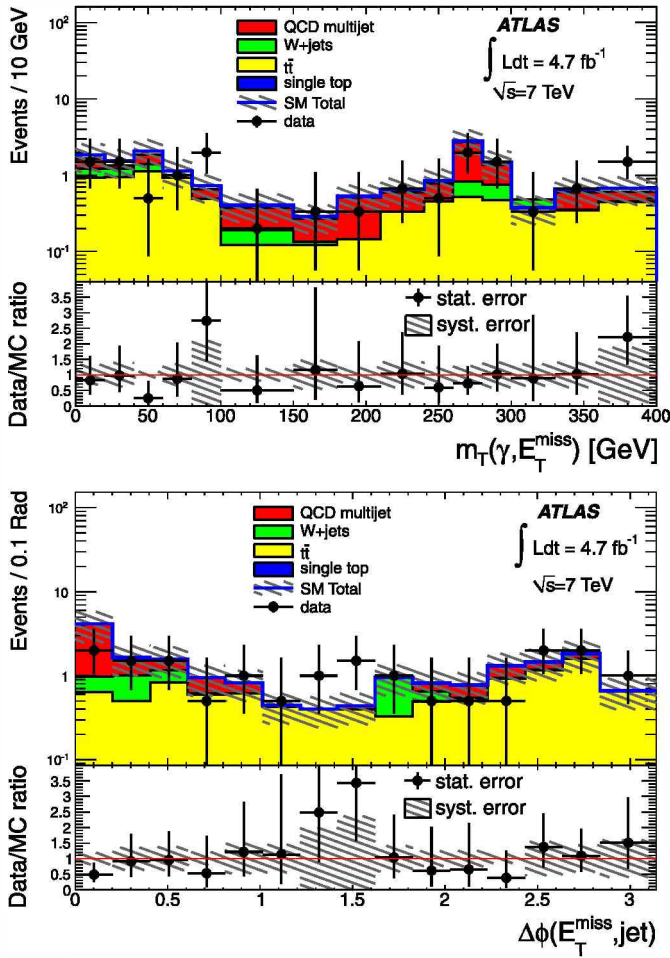 Events / 10 GeV
10²
10
1
10⁻¹
QCD multijet
W+jets
tt̄
single top
SM Total
data
ATLAS
∫ Ldt = 4.7 fb⁻¹
√s=7 TeV
Data/MC ratio
3.5
3
2.5
2
1.5
1
0.5
0
stat. error
syst. error
0 50 100 150 200 250 300 350 400
m_T(γ,E_T^miss) [GeV]
Events / 0.1 Rad
10²
10
1
10⁻¹
QCD multijet
W+jets
tt̄
single top
SM Total
data
ATLAS
∫ Ldt = 4.7 fb⁻¹
√s=7 TeV
Data/MC ratio
3.5
3
2.5
2
1.5
1
0.5
0
stat. error
syst. error
0 0.5 1 1.5 2 2.5 3
Δϕ(E_T^miss,jet)